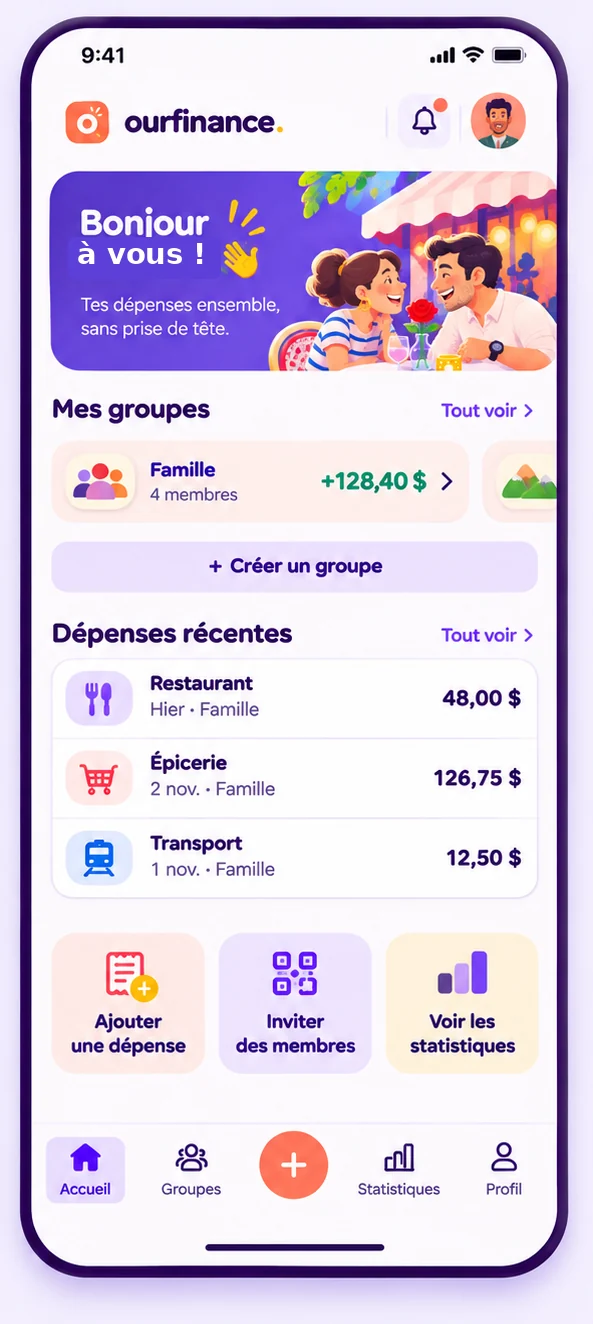 9:41
ourfinance.
Bonjour
à vous !
Tes dépenses ensemble,
sans prise de tête.
Mes groupes
Tout voir
Famille
4 membres
+128,40 $
+ Créer un groupe
Dépenses récentes
Tout voir
Restaurant
Hier • Famille
48,00 $
Épicerie
2 nov. • Famille
126,75 $
Transport
1 nov. • Famille
12,50 $
Ajouter
une dépense
Inviter
des membres
Voir les
statistiques
Accueil
Groupes
Statistiques
Profil